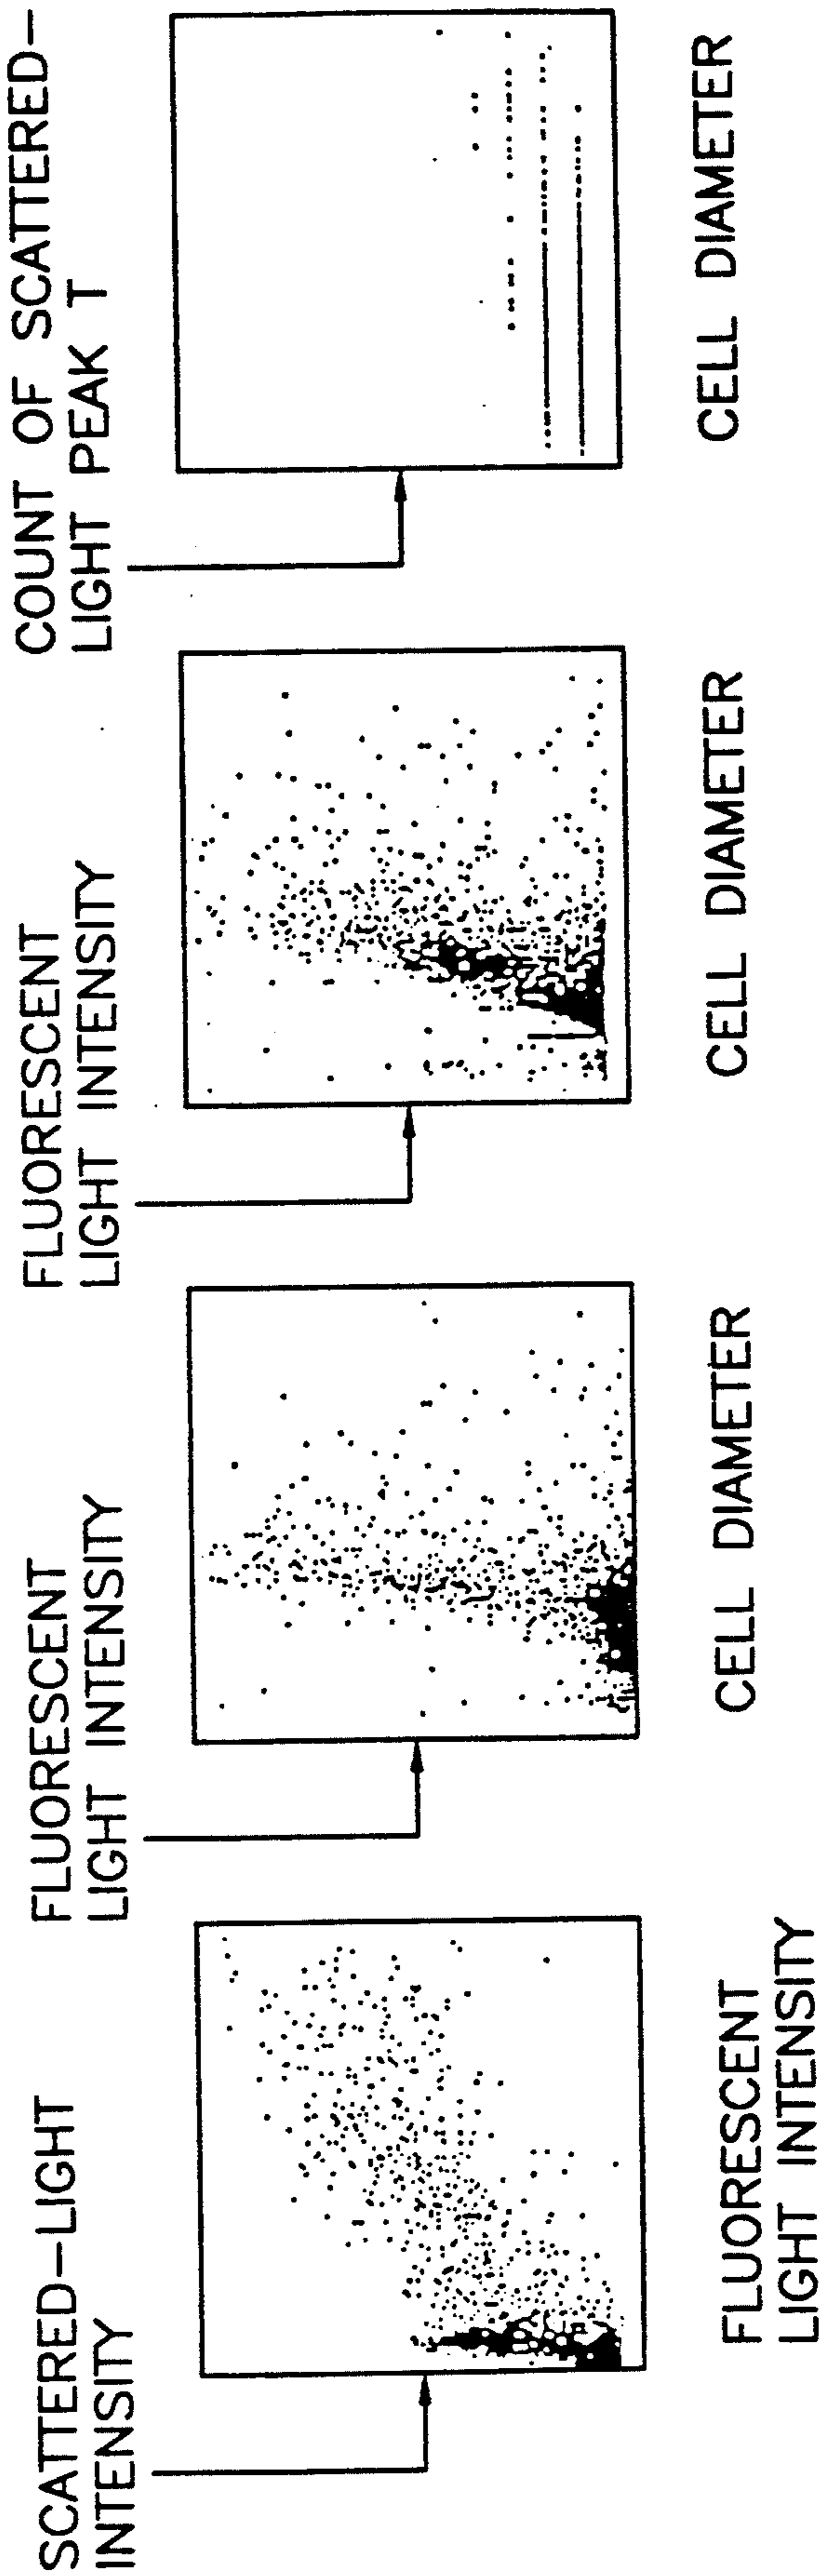 SCATTERED-LIGHT
INTENSITY
FLUORESCENT
LIGHT INTENSITY
FLUORESCENT
LIGHT INTENSITY
CELL DIAMETER
FLUORESCENT
LIGHT INTENSITY
CELL DIAMETER
COUNT OF SCATTERED-
LIGHT PEAK T
CELL DIAMETER